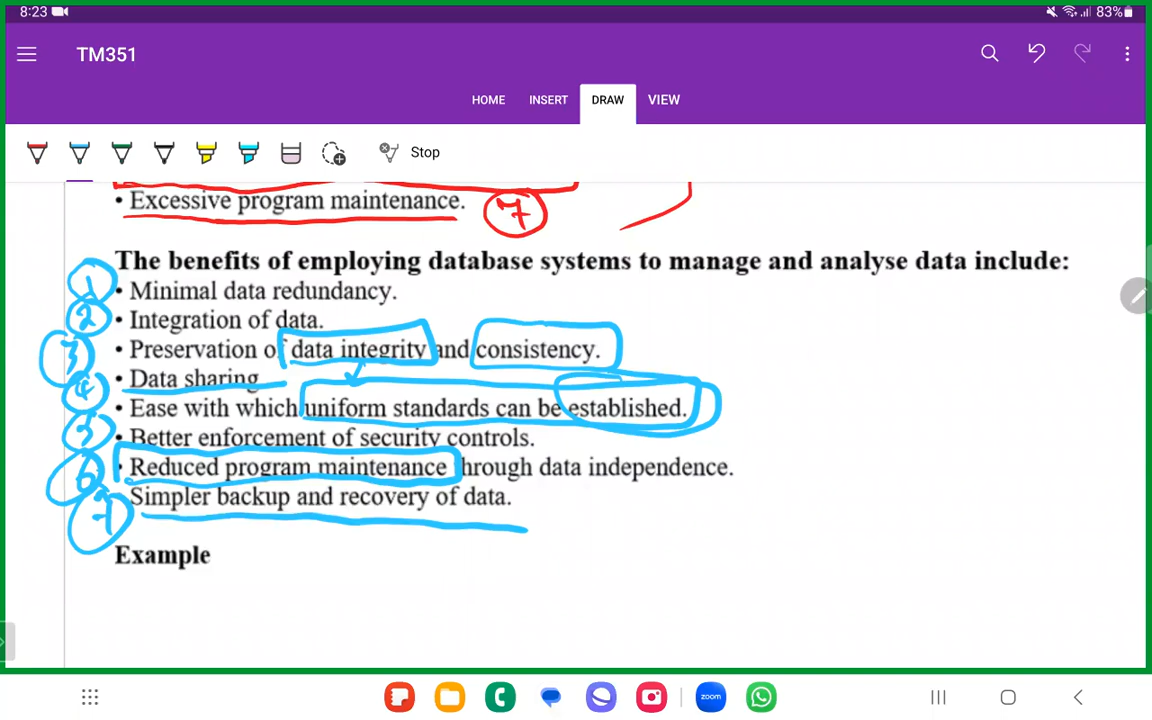 8:23
83%
TM351
HOME INSERT DRAW VIEW
Stop
• Excessive program maintenance. 7
The benefits of employing database systems to manage and analyse data include:
1 • Minimal data redundancy.
2 • Integration of data.
3 • Preservation of data integrity and consistency.
4 • Data sharing
• Ease with which uniform standards can be established.
5 • Better enforcement of security controls.
6 • Reduced program maintenance through data independence.
7 Simpler backup and recovery of data.
Example
zoom